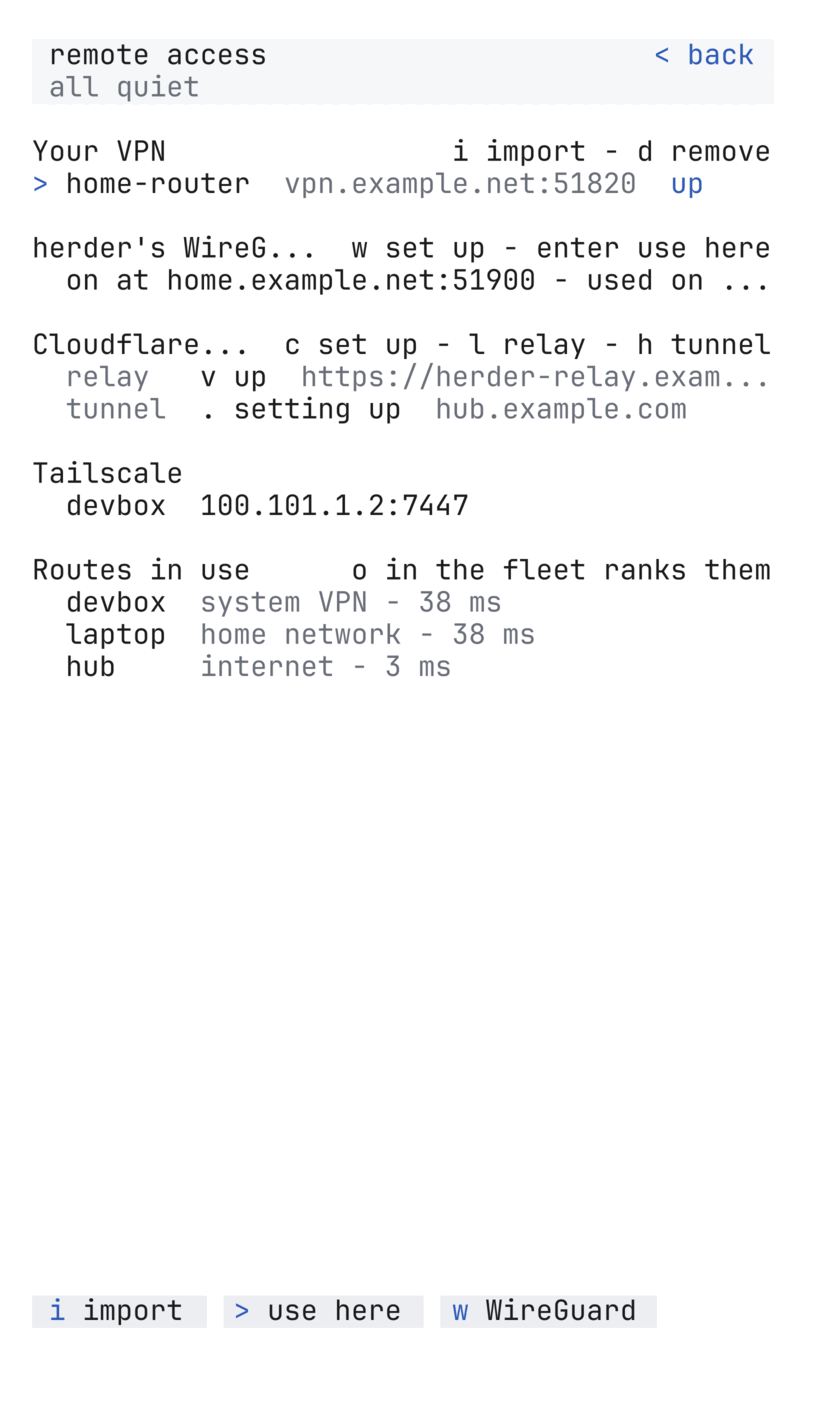 remote access < back
all quiet
Your VPN i import - d remove
> home-router vpn.example.net:51820 up
herder's WireG... w set up - enter use here
on at home.example.net:51900 - used on ...
Cloudflare... c set up - l relay - h tunnel
relay v up https://herder-relay.exam...
tunnel . setting up hub.example.com
Tailscale
devbox 100.101.1.2:7447
Routes in use o in the fleet ranks them
devbox system VPN - 38 ms
laptop home network - 38 ms
hub internet - 3 ms
i import > use here w WireGuard